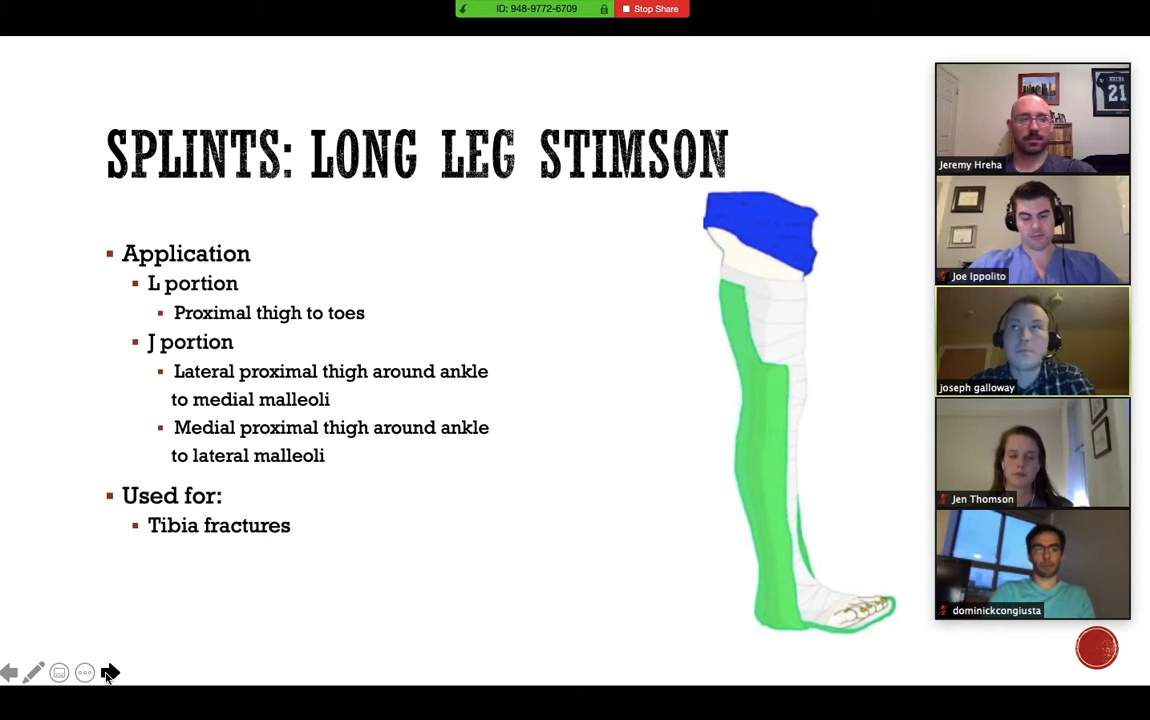 ID: 948-9772-6709
Stop Share
SPLINTS: LONG LEG STIMSON
Application
L portion
Proximal thigh to toes
J portion
Lateral proximal thigh around ankle
to medial malleoli
Medial proximal thigh around ankle
to lateral malleoli
Used for:
Tibia fractures
HREHA
21
Jeremy Hreha
Joe Ippolito
joseph galloway
Jen Thomson
dominickcongiusta